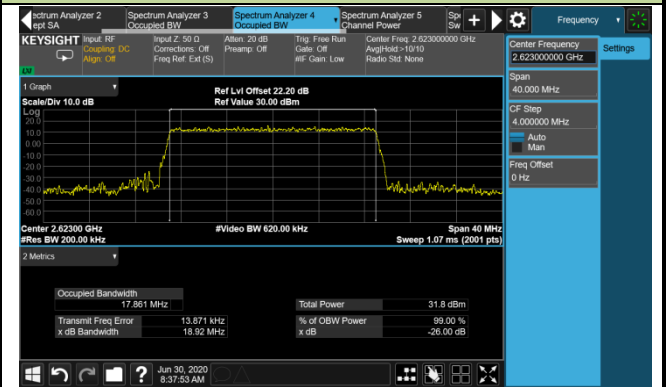 Spectrum Analyzer 2
ept SA
Spectrum Analyzer 3
Occupied BW
Spectrum Analyzer 4
Occupied BW
Spectrum Analyzer 5
Channel Power
Sp
Sw
+
Frequency
KEYSIGHT
Input: RF
Coupling: DC
Align: Off
Input Z: 50 Ω
Corrections: Off
Freq Ref: Ext (S)
Atten: 20 dB
Preamp: Off
Trig: Free Run
Gate: Off
#IF Gain: Low
Center Freq: 2.623000000 GHz
Avg|Hold:>10/10
Radio Std: None
LV
Center Frequency
2.623000000 GHz
Settings
Span
40.000 MHz
CF Step
4.000000 MHz
Auto
Man
Freq Offset
0 Hz
1 Graph
Scale/Div 10.0 dB
Ref Lvl Offset 22.20 dB
Ref Value 30.00 dBm
Log
20.0
10.0
0.00
-10.0
-20.0
-30.0
-40.0
-50.0
-60.0
Center 2.62300 GHz
#Res BW 200.00 kHz
#Video BW 620.00 kHz
Span 40 MHz
Sweep 1.07 ms (2001 pts)
2 Metrics
Occupied Bandwidth
17.861 MHz
Total Power 31.8 dBm
Transmit Freq Error 13.871 kHz
% of OBW Power 99.00 %
x dB Bandwidth 18.92 MHz
x dB -26.00 dB
?
Jun 30, 2020
8:37:53 AM